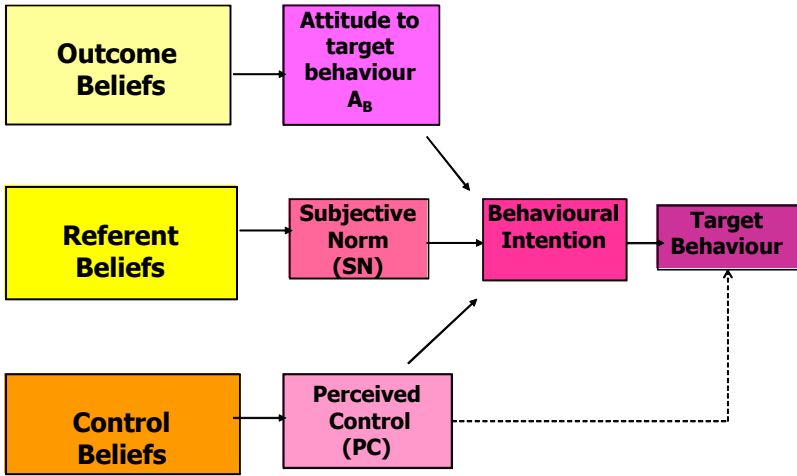 Outcome
Beliefs
Attitude to
target
behaviour
A_B
Referent
Beliefs
Subjective
Norm
(SN)
Behavioural
Intention
Target
Behaviour
Control
Beliefs
Perceived
Control
(PC)